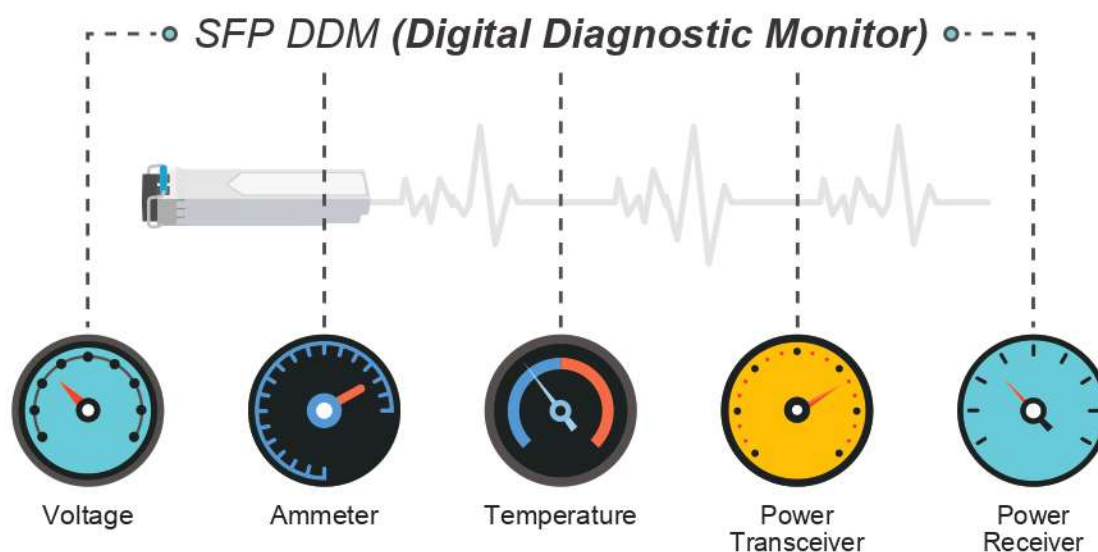 SFP DDM (Digital Diagnostic Monitor)
Voltage
Ammeter
Temperature
Power
Transceiver
Power
Receiver